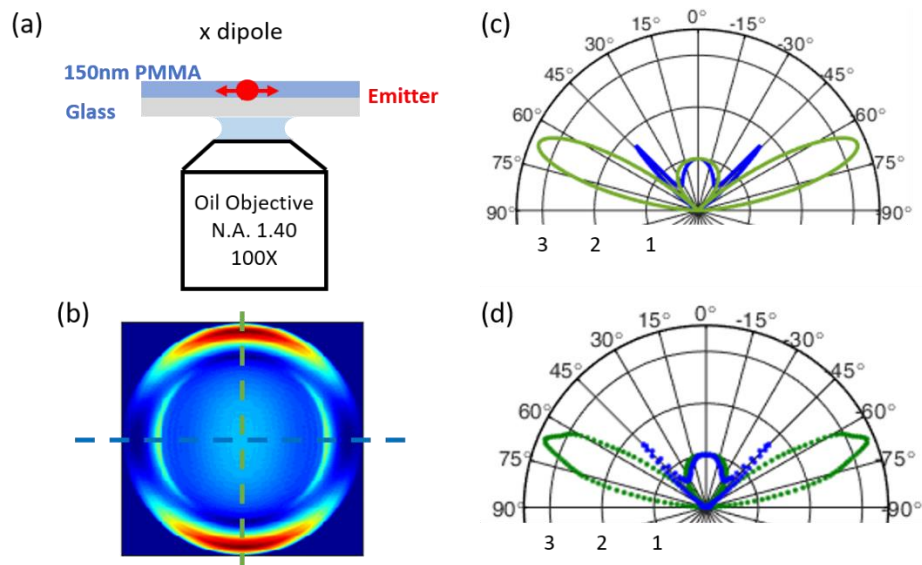 (a)
x dipole
150nm PMMA
Glass
Emitter
Oil Objective
N.A. 1.40
100X
(b)
(c)
0°
15°
-15°
30°
-30°
45°
-45°
60°
-60°
75°
-75°
90°
-90°
3 2 1
(d)
0°
15°
-15°
30°
-30°
45°
-45°
60°
-60°
75°
-75°
90°
-90°
3 2 1